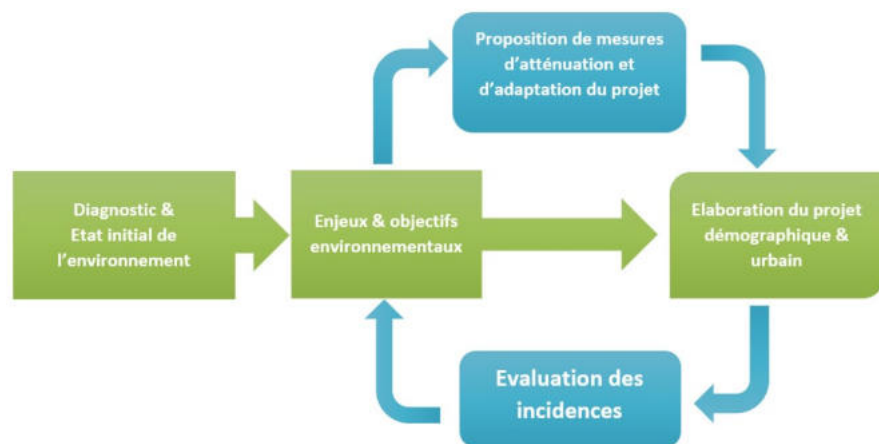 Proposition de mesures
d'atténuation et
d'adaptation du projet
Diagnostic &
Etat initial de
l'environnement
Enjeux & objectifs
environnementaux
Elaboration du projet
démographique &
urbain
Evaluation des
incidences